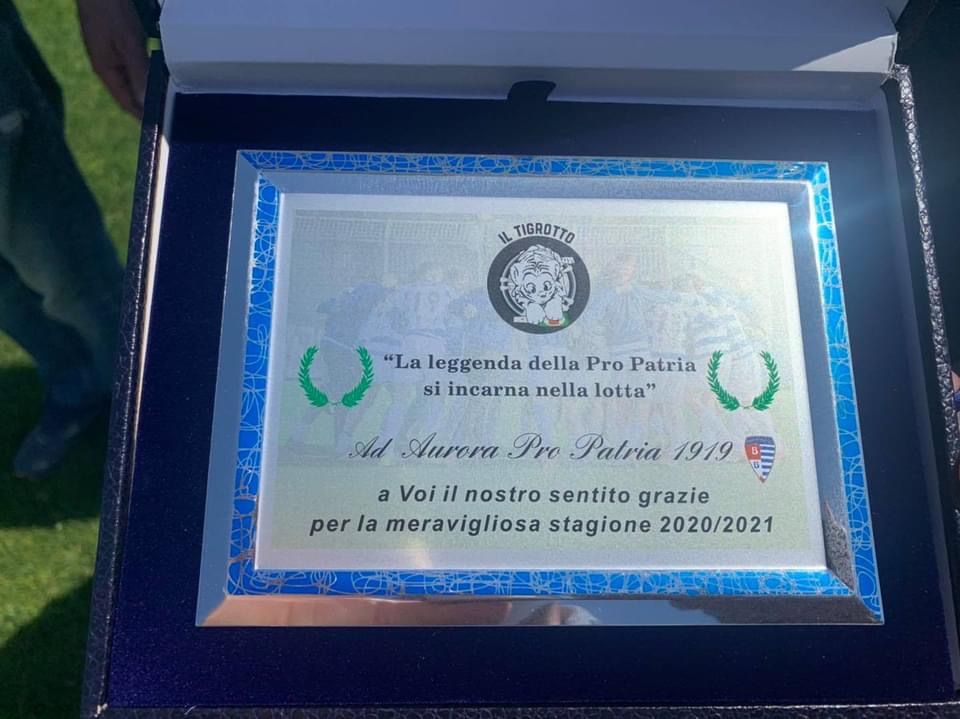 IL TIGROTTO
“La leggenda della Pro Patria
si incarna nella lotta”
Ad Aurora Pro Patria 1919
a Voi il nostro sentito grazie
per la meravigliosa stagione 2020/2021